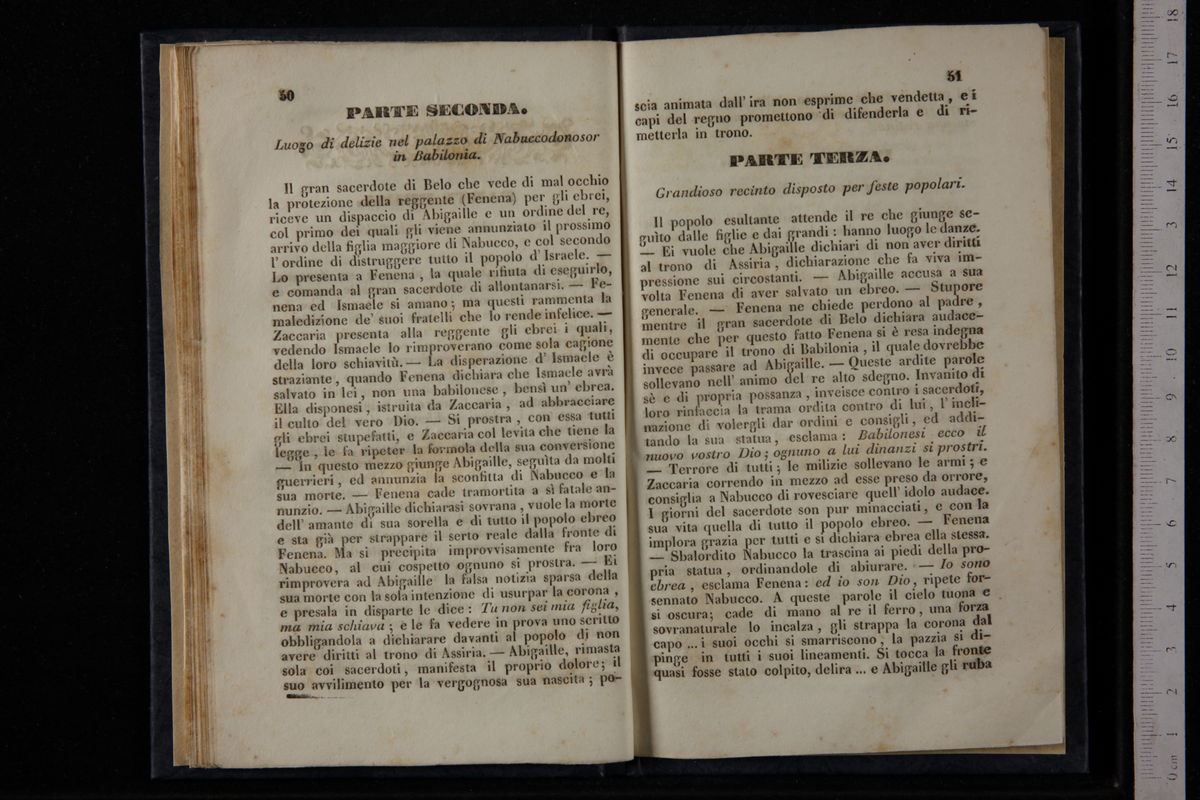 50
PARTE SECONDA.
Luogo di delizie nel palazzo di Nabuccodonosor
in Babilonia.
Il gran sacerdote di Belo che vede di mal occhio
la protezione della reggente (Fenena) per gli ebrei,
riceve un dispaccio di Abigaille e un ordine del re,
col primo dei quali gli viene annunziato il prossimo
arrivo della figlia maggiore di Nabucco, e col secondo
l'ordine di distruggere tutto il popolo d'Israele. —
Lo presenta a Fenena, la quale rifiuta di eseguirlo,
e comanda al gran sacerdote di allontanarsi. — Fe-
nena ed Ismaele si amano; ma questi rammenta la
maledizione de' suoi fratelli che lo rende infelice. —
Zaccaria presenta alla reggente gli ebrei i quali,
vedendo Ismaele lo rimproverano come sola cagione
della loro schiavitù. — La disperazione d'Ismaele è
straziante, quando Fenena dichiara che Ismaele avrà
salvato in lei, non una babilonese, bensì un'ebrea.
Ella disponesi, istruita da Zaccaria, ad abbracciare
il culto del vero Dio. — Si prostra, con essa tutti
gli ebrei stupefatti, e Zaccaria col levita che tiene la
legge, le fa ripeter la formola della sua conversione
— In questo mezzo giunge Abigaille, seguita da molti
guerrieri, ed annunzia la sconfitta di Nabucco e la
sua morte. — Fenena cade tramortita a sì fatale an-
nunzio. — Abigaille dichiarasi sovrana, vuole la morte
dell'amante di sua sorella e di tutto il popolo ebreo
e sta già per strappare il serto reale dalla fronte di
Fenena. Ma si precipita improvvisamente fra loro
Nabucco, al cui cospetto ognuno si prostra. — Ei
rimprovera ad Abigaille la falsa notizia sparsa della
sua morte con la sola intenzione di usurpar la corona,
e presala in disparte le dice: Tu non sei mia figlia,
ma mia schiava; e le fa vedere in prova uno scritto
obbligandola a dichiarare davanti al popolo di non
avere diritti al trono di Assiria. — Abigaille, rimasta
sola coi sacerdoti, manifesta il proprio dolore; il
suo avvilimento per la vergognosa sua nascita; po-
51
scia animata dall'ira non esprime che vendetta, e i
capi del regno promettono di difenderla e di ri-
metterla in trono.
PARTE TERZA.
Grandioso recinto disposto per feste popolari.
Il popolo esultante attende il re che giunge se-
guito dalle figlie e dai grandi: hanno luogo le danze.
— Ei vuole che Abigaille dichiari di non aver diritti
al trono di Assiria, dichiarazione che fa viva im-
pressione sui circostanti. — Abigaille accusa a sua
volta Fenena di aver salvato un ebreo. — Stupore
generale. — Fenena ne chiede perdono al padre,
mentre il gran sacerdote di Belo dichiara audace-
mente che per questo fatto Fenena si è resa indegna
di occupare il trono di Babilonia, il quale dovrebbe
invece passare ad Abigaille. — Queste ardite parole
sollevano nell'animo del re alto sdegno. Invanito di
sè e di propria possanza, inveisce contro i sacerdoti,
loro rinfaccia la trama ordita contro di lui, l'incli-
nazione di volergli dar ordini e consigli, ed addi-
tando la sua statua, esclama: Babilonesi ecco il
nuovo vostro Dio; ognuno a lui dinanzi si prostri.
— Terrore di tutti; le milizie sollevano le armi; e
Zaccaria correndo in mezzo ad esse preso da orrore,
consiglia a Nabucco di rovesciare quell'idolo audace.
I giorni del sacerdote son pur minacciati, e con la
sua vita quella di tutto il popolo ebreo. — Fenena
implora grazia per tutti e si dichiara ebrea ella stessa.
— Sbalordito Nabucco la trascina ai piedi della pro-
pria statua, ordinandole di abiurare. — Io sono
ebrea, esclama Fenena: ed io son Dio, ripete for-
sennato Nabucco. A queste parole il cielo tuona e
si oscura; cade di mano al re il ferro, una forza
sovranaturale lo incalza, gli strappa la corona dal
capo ... i suoi occhi si smarriscono, la pazzia si di-
pinge in tutti i suoi lineamenti. Si tocca la fronte
quasi fosse stato colpito, delira ... e Abigaille gli ruba
0 cm 1 2 3 4 5 6 7 8 9 10 11 12 13 14 15 16 17 18